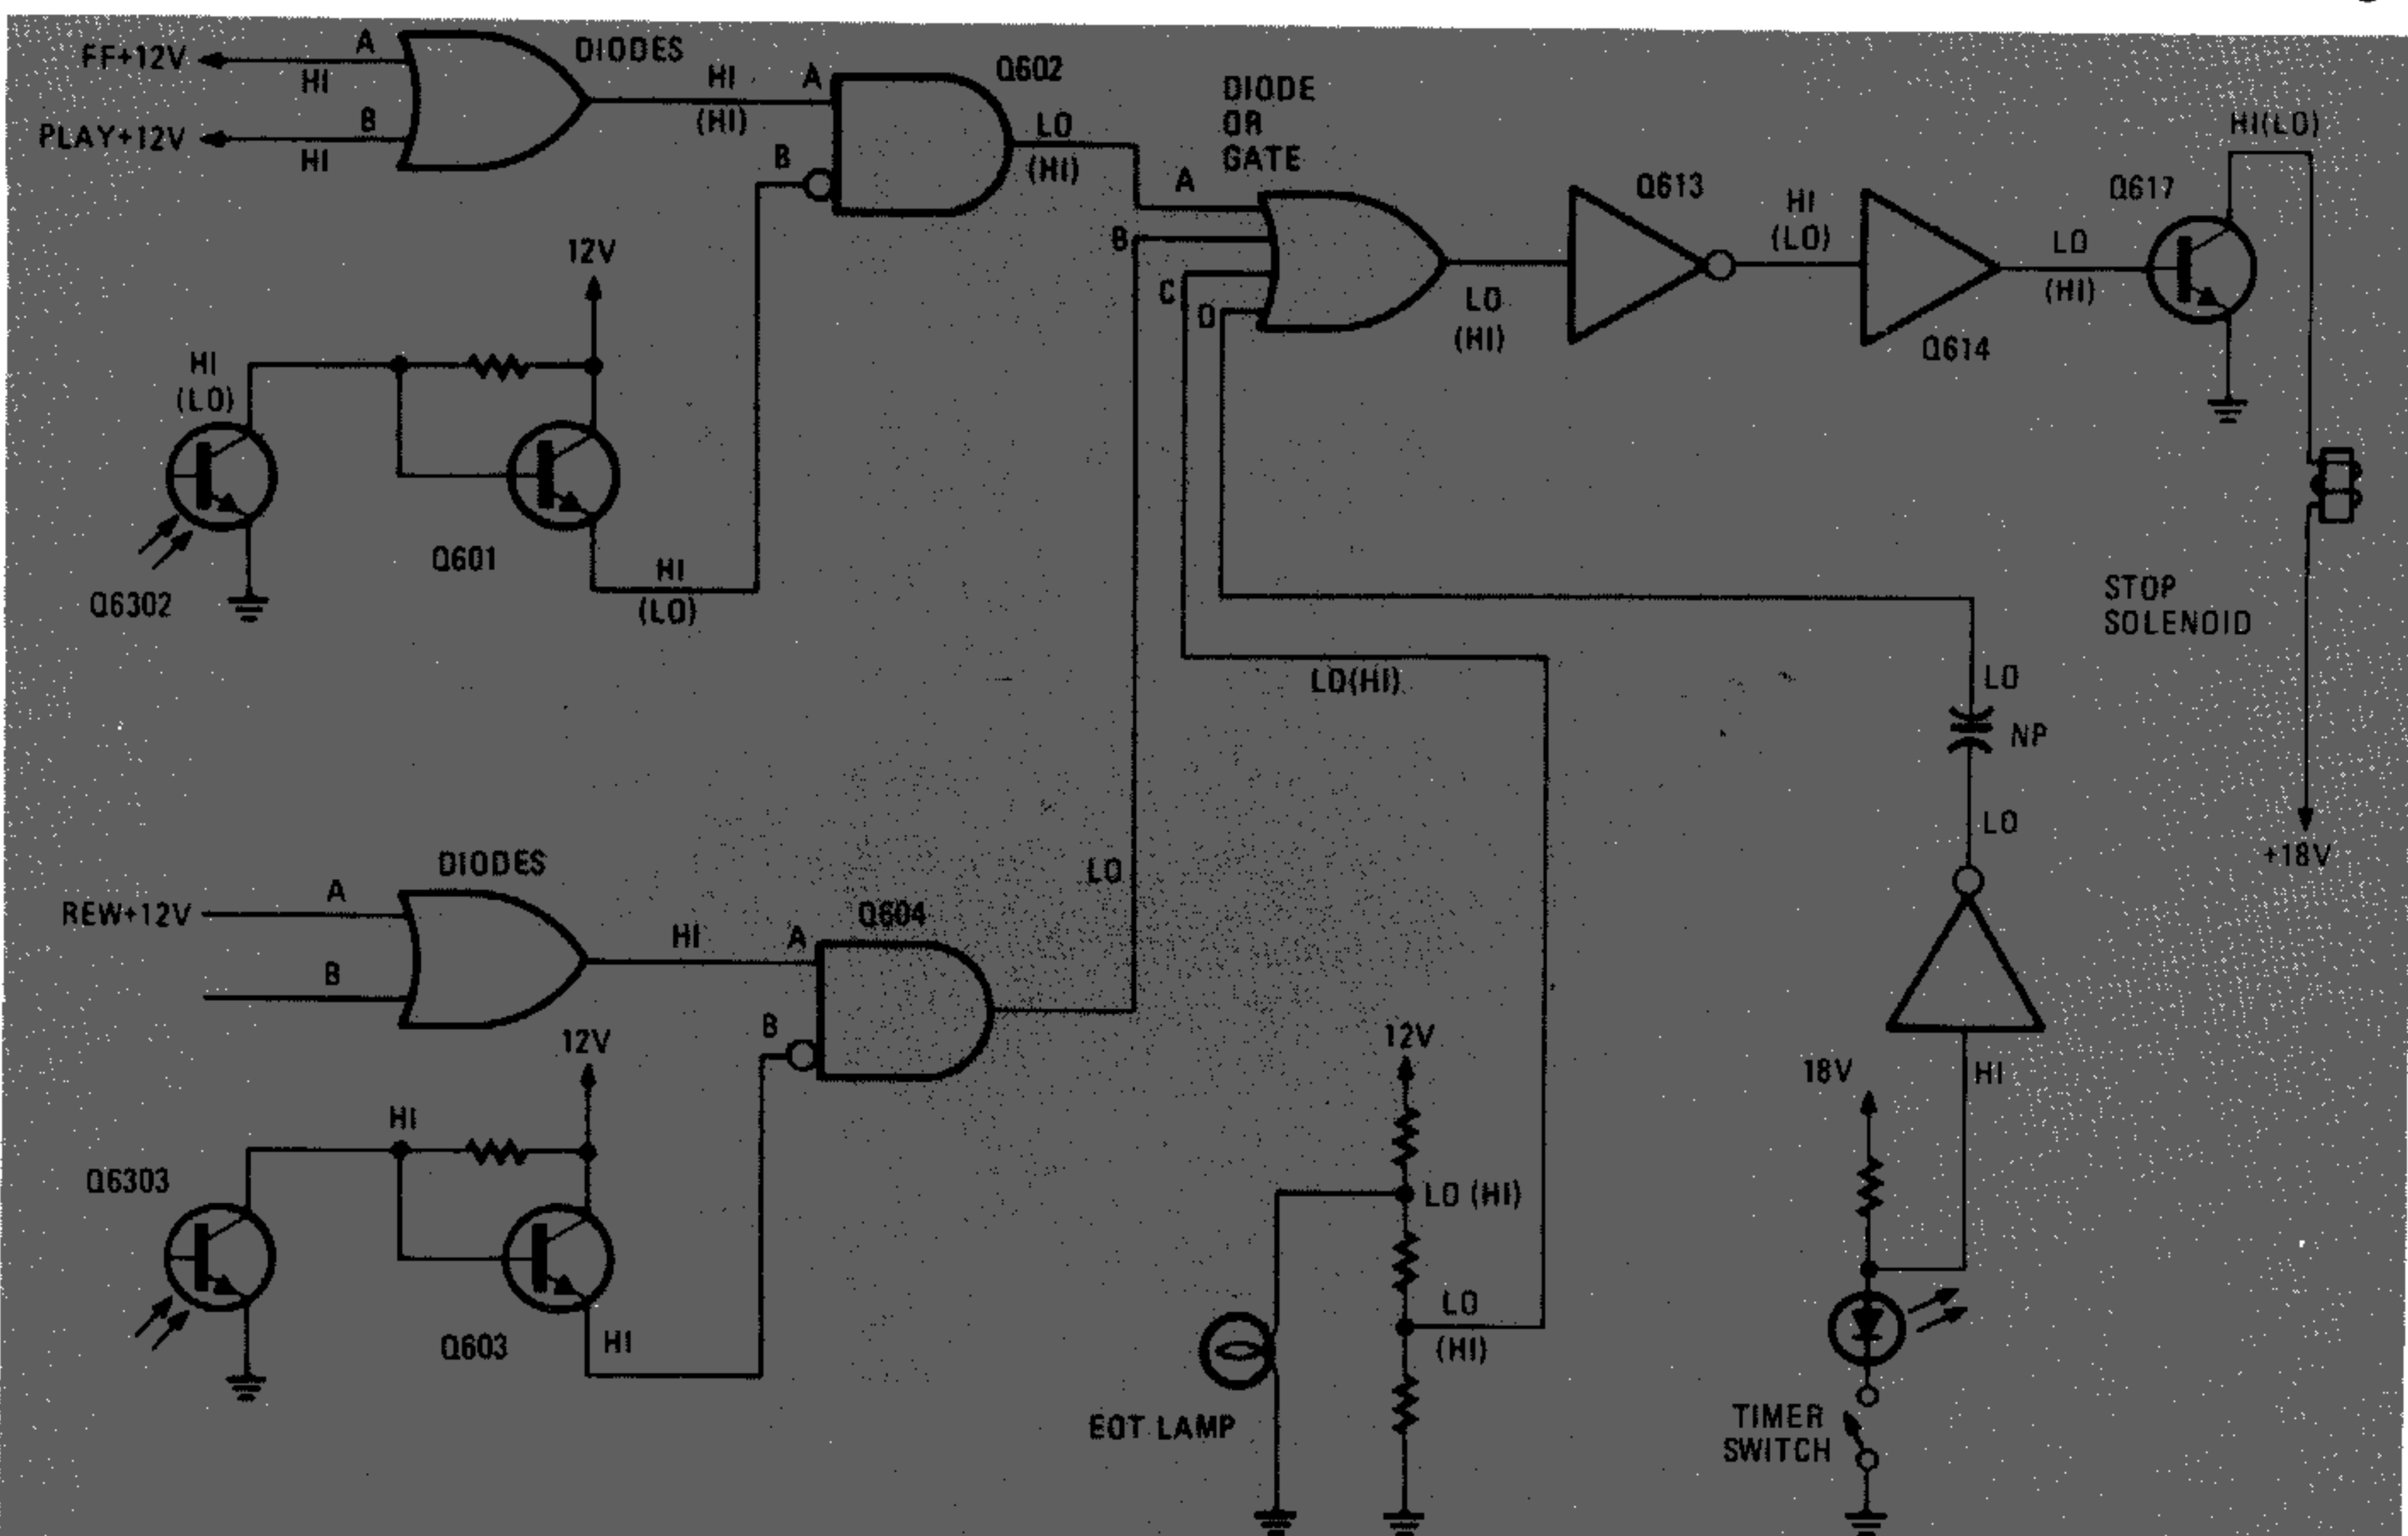 FF+12V
A
HI
PLAY+12V
B
HI
DIODES
HI
(HI)
A
B
Q602
LO
(HI)
DIODE
OR
GATE
A
B
C
D
LO
(HI)
Q613
HI
(LO)
Q614
LO
(HI)
Q617
HI(LO)
12V
HI
(LO)
Q6302
Q601
HI
(LO)
STOP
SOLENOID
+18V
LO(HI)
LO
NP
LO
HI
DIODES
REW+12V
A
B
HI
A
B
Q604
LO
12V
HI
Q6303
Q603
HI
12V
LO (HI)
LO
(HI)
EOT LAMP
18V
TIMER
SWITCH